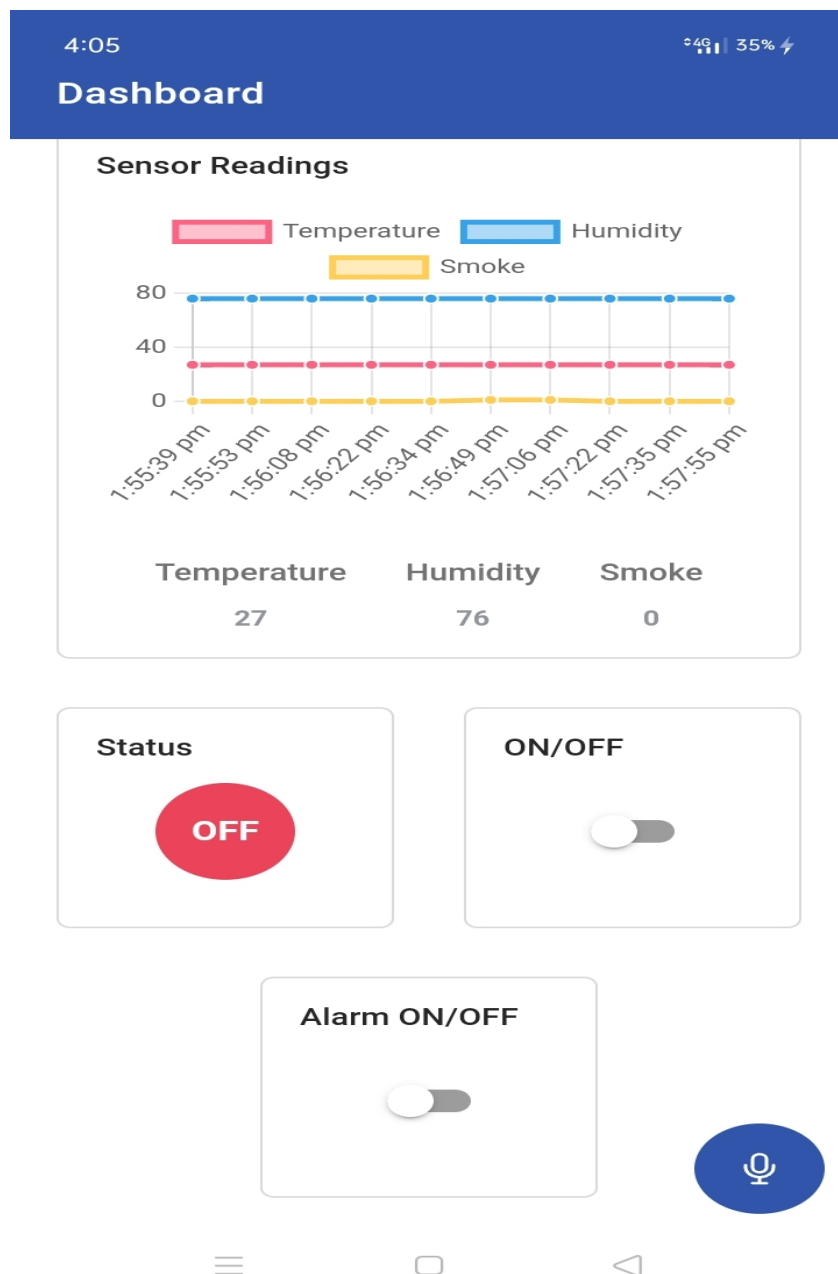 4:05 4G 35%
Dashboard
Sensor Readings
Temperature Humidity
Smoke
80
40
0
1:55:39 pm 1:55:53 pm 1:56:08 pm 1:56:22 pm 1:56:34 pm 1:56:49 pm 1:57:06 pm 1:57:22 pm 1:57:35 pm 1:57:55 pm
Temperature Humidity Smoke
27 76 0
Status ON/OFF
OFF
Alarm ON/OFF